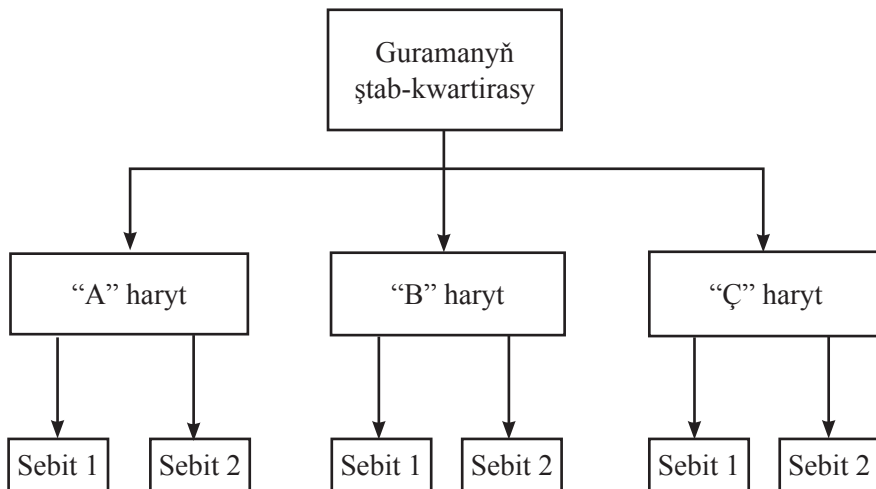 Guramanyň
ştab-kwartirasy
“A” haryt
“B” haryt
“Ç” haryt
Sebit 1
Sebit 2
Sebit 1
Sebit 2
Sebit 1
Sebit 2